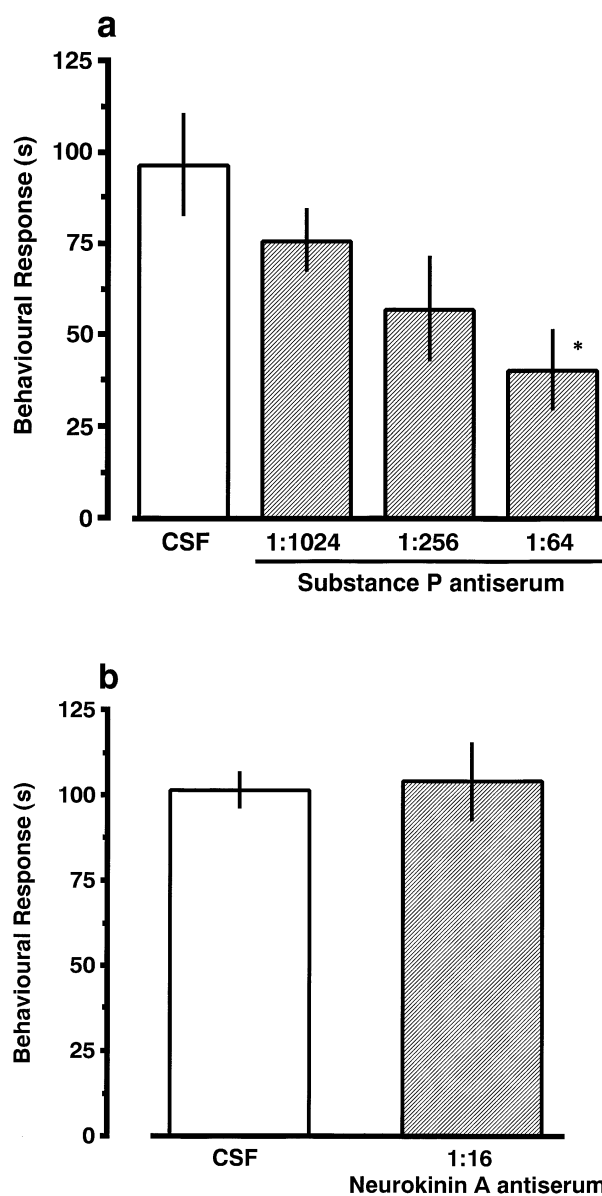 a
Behavioural Response (s)
125
100
75
50
25
0
*
CSF
1:1024
1:256
1:64
Substance P antiserum
b
Behavioural Response (s)
125
100
75
50
25
0
CSF
1:16
Neurokinin A antiserum